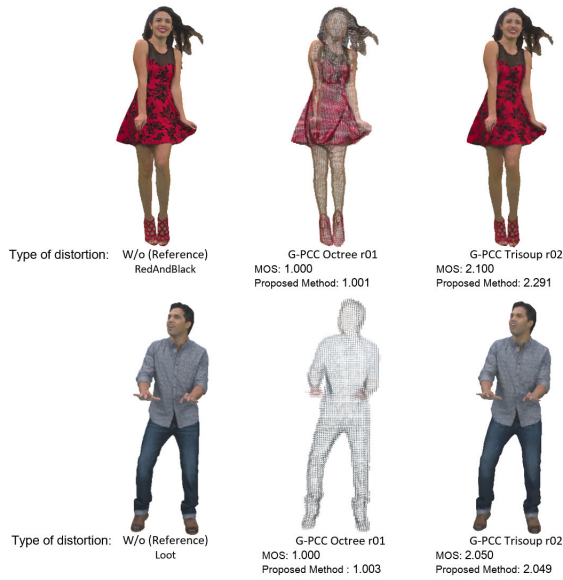 Type of distortion: W/o (Reference) G-PCC Octree r01 G-PCC Trisoup r02
RedAndBlack MOS: 1.000 MOS: 2.100
Proposed Method: 1.001 Proposed Method: 2.291
Type of distortion: W/o (Reference) G-PCC Octree r01 G-PCC Trisoup r02
Loot MOS: 1.000 MOS: 2.050
Proposed Method : 1.003 Proposed Method: 2.049